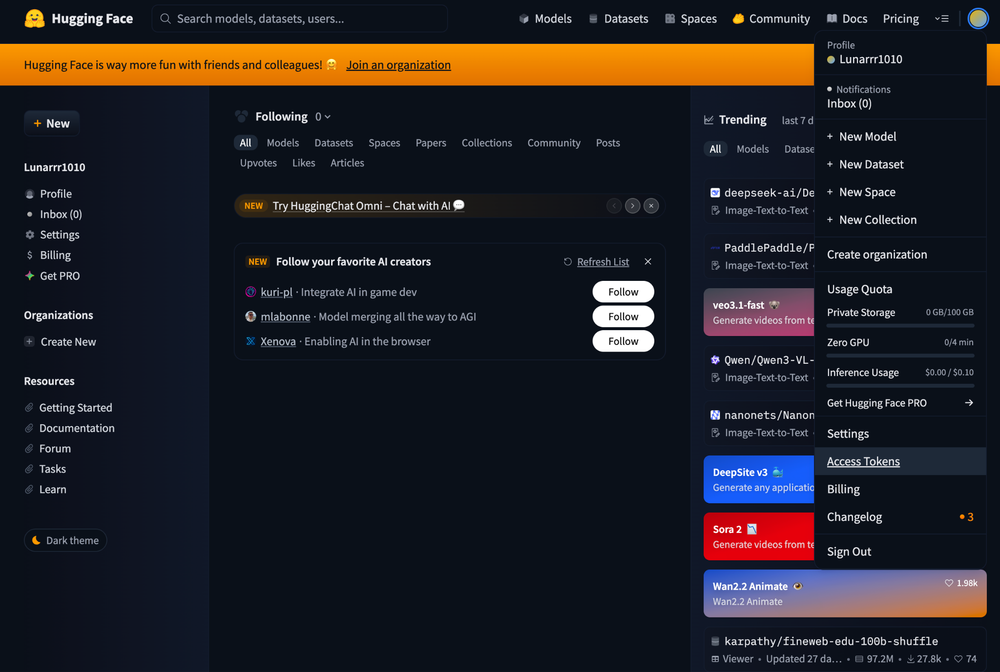 Hugging Face
Search models, datasets, users...
Models
Datasets
Spaces
Community
Docs
Pricing
Hugging Face is way more fun with friends and colleagues! 🤗 Join an organization
+ New
Lunarrr1010
Profile
Inbox (0)
Settings
$ Billing
Get PRO
Organizations
+ Create New
Resources
Getting Started
Documentation
Forum
Tasks
Learn
Dark theme
Following 0
All Models Datasets Spaces Papers Collections Community Posts
Upvotes Likes Articles
NEW Try HuggingChat Omni – Chat with AI 💬
NEW Follow your favorite AI creators
Refresh List
kuri-pl · Integrate AI in game dev
Follow
mlabonne · Model merging all the way to AGI
Follow
Xenova · Enabling AI in the browser
Follow
Trending last 7 d
All Models Datase
deepseek-ai/De
Image-Text-to-Text
PaddlePaddle/P
Image-Text-to-Text
veo3.1-fast 🐨
Generate videos from te
Qwen/Qwen3-VL-
Image-Text-to-Text
nanonets/Nanon
Image-Text-to-Text
DeepSite v3 🐳
Generate any applicatio
Sora 2 📉
Generate videos from te
Wan2.2 Animate 👁
1.98k
Wan2.2 Animate
karpathy/fineweb-edu-100b-shuffle
Viewer • Updated 27 da... • 97.2M • 27.8k • 74
Profile
Lunarrr1010
Notifications
Inbox (0)
+ New Model
+ New Dataset
+ New Space
+ New Collection
Create organization
Usage Quota
Private Storage 0 GB/100 GB
Zero GPU 0/4 min
Inference Usage $0.00 / $0.10
Get Hugging Face PRO →
Settings
Access Tokens
Billing
Changelog • 3
Sign Out